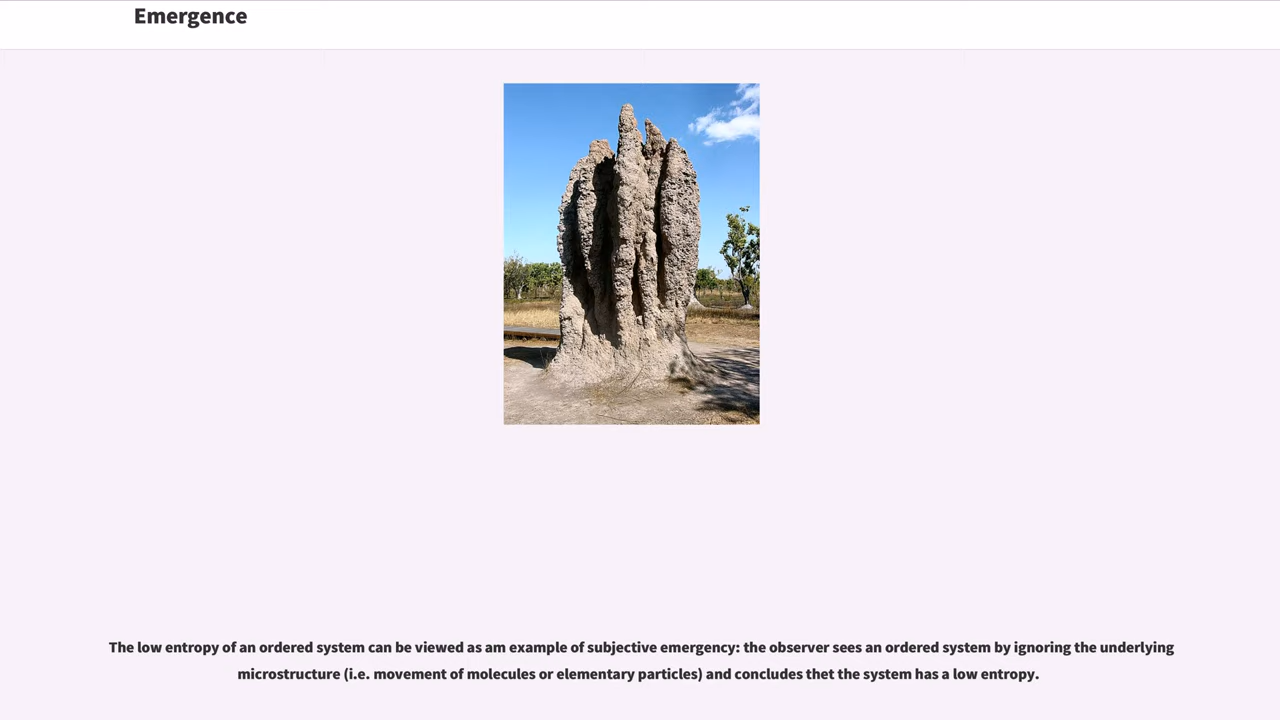 Emergence
The low entropy of an ordered system can be viewed as am example of subjective emergency: the observer sees an ordered system by ignoring the underlying
microstructure (i.e. movement of molecules or elementary particles) and concludes thet the system has a low entropy.